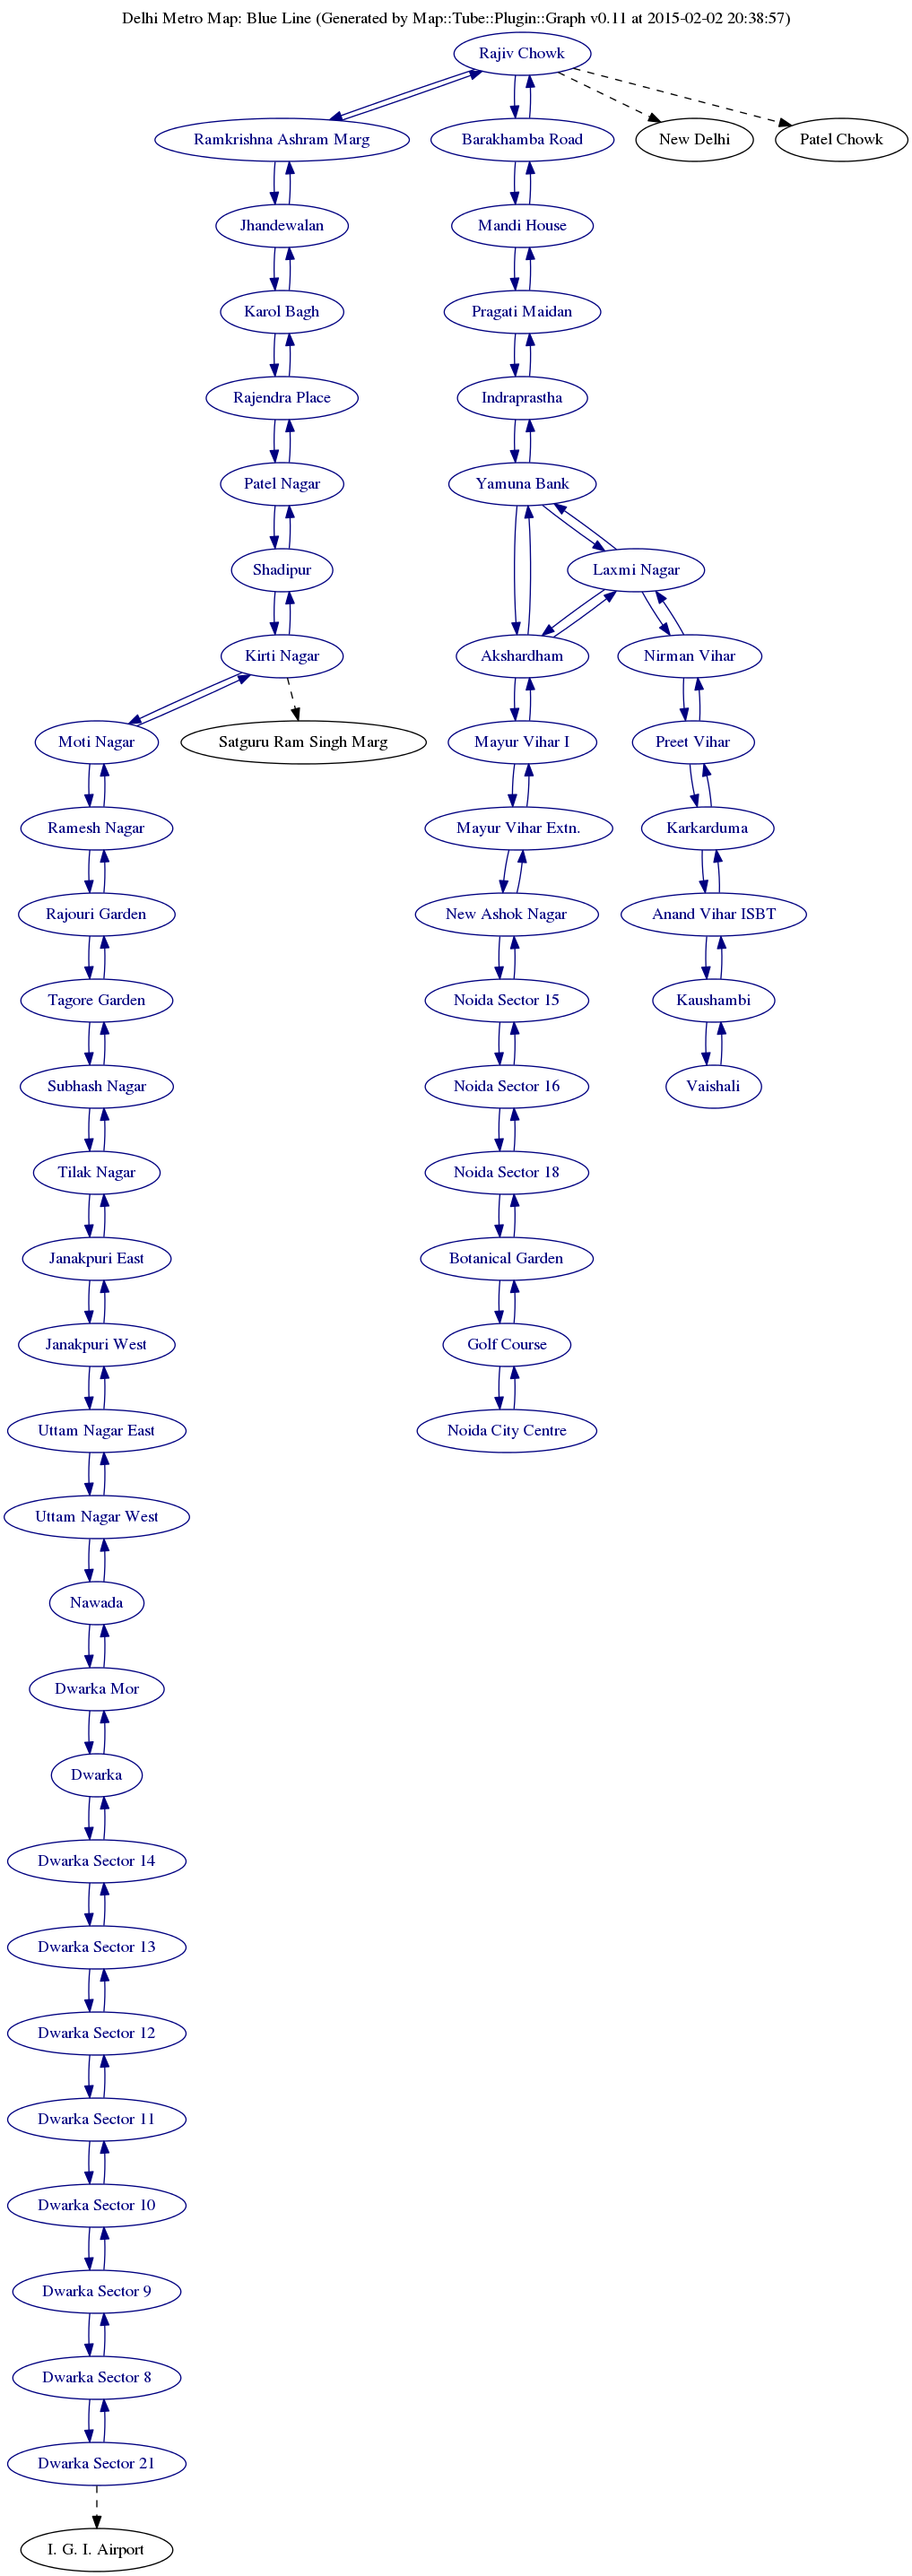 Delhi Metro Map: Blue Line (Generated by Map::Tube::Plugin::Graph v0.11 at 2015-02-02 20:38:57)
Rajiv Chowk
Ramkrishna Ashram Marg
Barakhamba Road
New Delhi
Patel Chowk
Jhandewalan
Mandi House
Karol Bagh
Pragati Maidan
Rajendra Place
Indraprastha
Patel Nagar
Yamuna Bank
Shadipur
Laxmi Nagar
Kirti Nagar
Akshardham
Nirman Vihar
Moti Nagar
Satguru Ram Singh Marg
Mayur Vihar I
Preet Vihar
Ramesh Nagar
Mayur Vihar Extn.
Karkarduma
Rajouri Garden
New Ashok Nagar
Anand Vihar ISBT
Tagore Garden
Noida Sector 15
Kaushambi
Subhash Nagar
Noida Sector 16
Vaishali
Tilak Nagar
Noida Sector 18
Janakpuri East
Botanical Garden
Janakpuri West
Golf Course
Uttam Nagar East
Noida City Centre
Uttam Nagar West
Nawada
Dwarka Mor
Dwarka
Dwarka Sector 14
Dwarka Sector 13
Dwarka Sector 12
Dwarka Sector 11
Dwarka Sector 10
Dwarka Sector 9
Dwarka Sector 8
Dwarka Sector 21
I. G. I. Airport